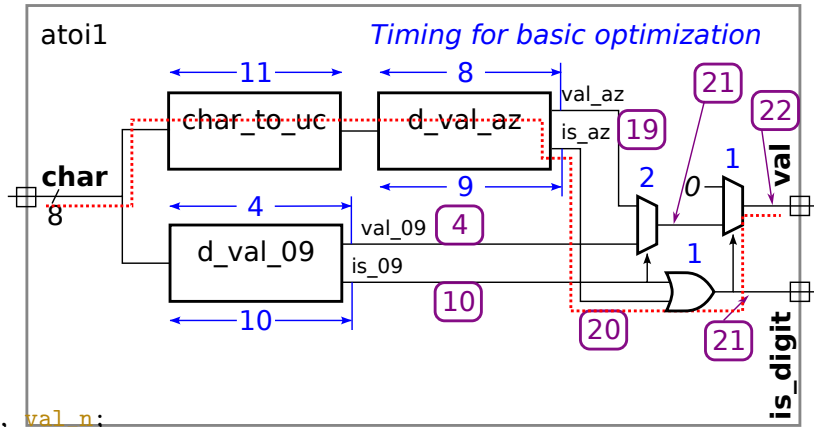 atoi1
Timing for basic optimization
11
8
char_to_uc
d_val_az
val_az
is_az
19
21
22
9
char
8
4
d_val_09
val_09
4
is_09
10
10
2
0
1
val
1
20
21
is_digit
, val_n;